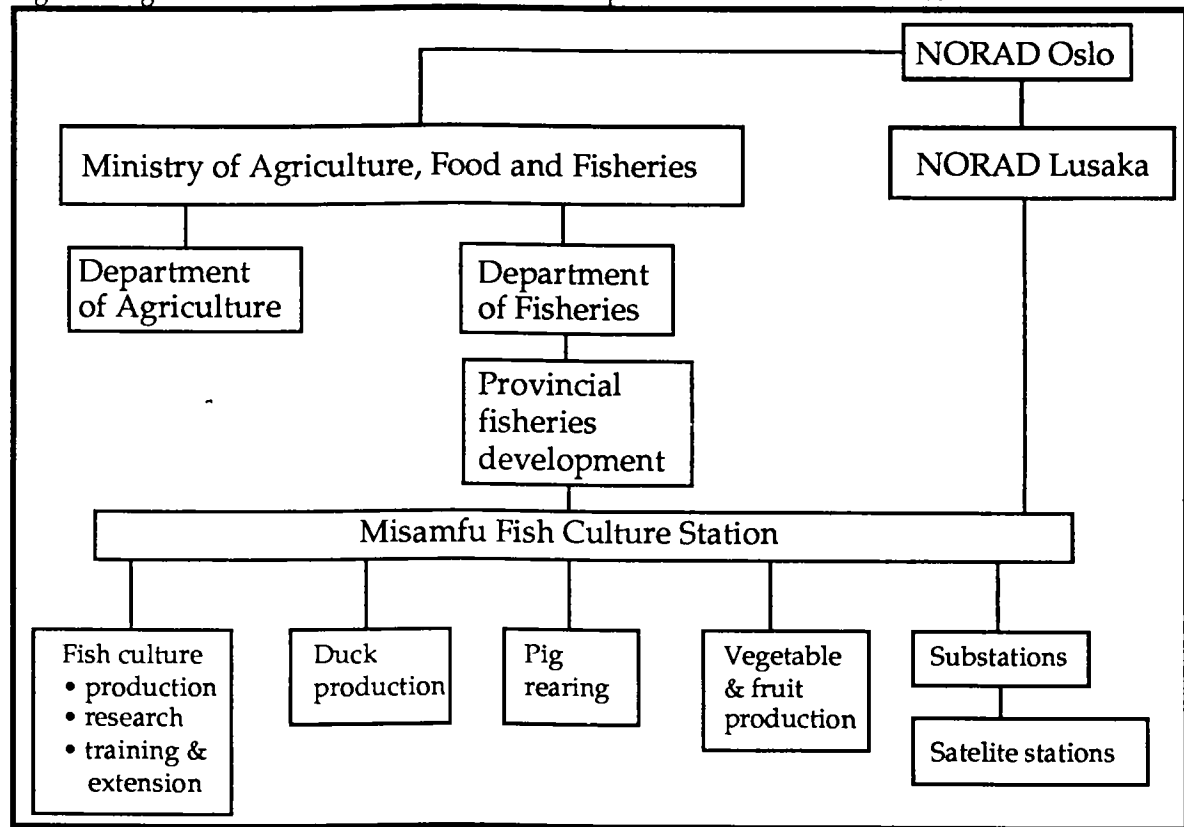 NORAD Oslo
Ministry of Agriculture, Food and Fisheries
NORAD Lusaka
Department
of Agriculture
Department
of Fisheries
Provincial
fisheries
development
Misamfu Fish Culture Station
Fish culture
• production
• research
• training &
extension
Duck
production
Pig
rearing
Vegetable
& fruit
production
Substations
Satelite stations